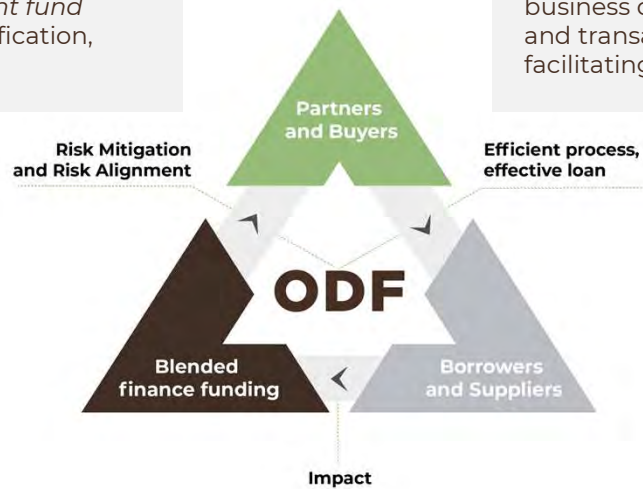 nt fund
fication,
business
and transa
facilitating
Partners
and Buyers
Risk Mitigation
and Risk Alignment
Efficient process,
effective loan
ODF
Blended
finance funding
Borrowers
and Suppliers
Impact